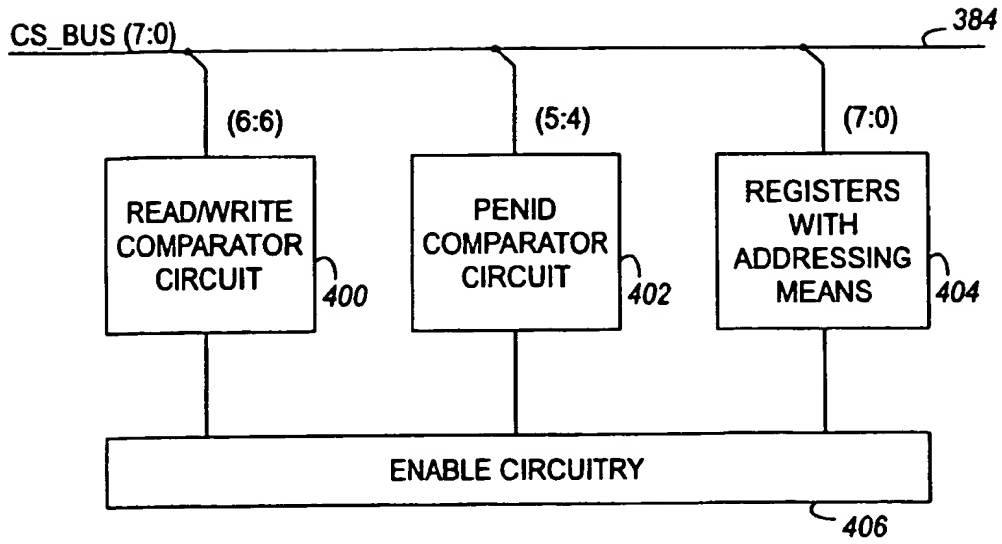 CS_BUS (7:0)
384
(6:6)
(5:4)
(7:0)
READ/WRITE
COMPARATOR
CIRCUIT
400
PENID
COMPARATOR
CIRCUIT
402
REGISTERS
WITH
ADDRESSING
MEANS
404
ENABLE CIRCUITRY
406